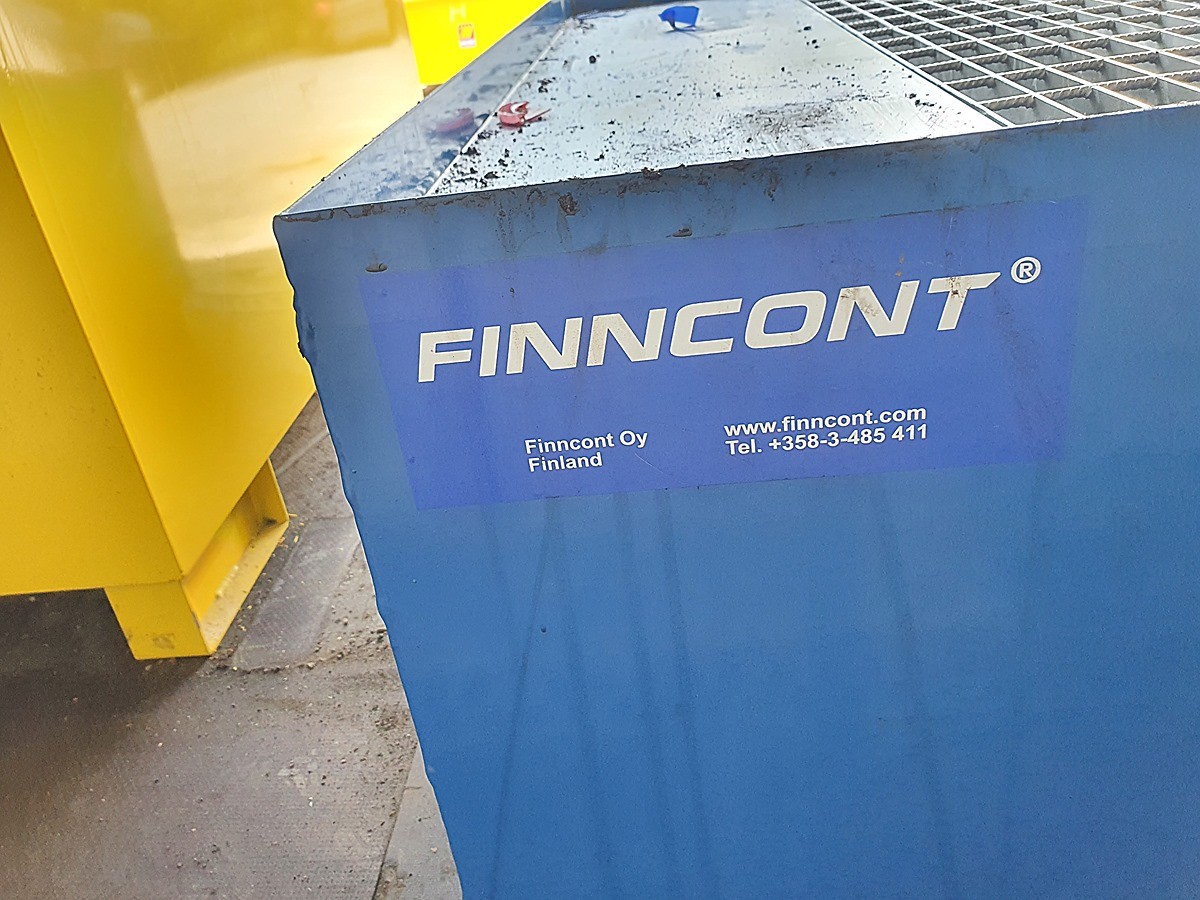 FINNCONT®
Finncont Oy
Finland
www.finncont.com
Tel. +358-3-485 411